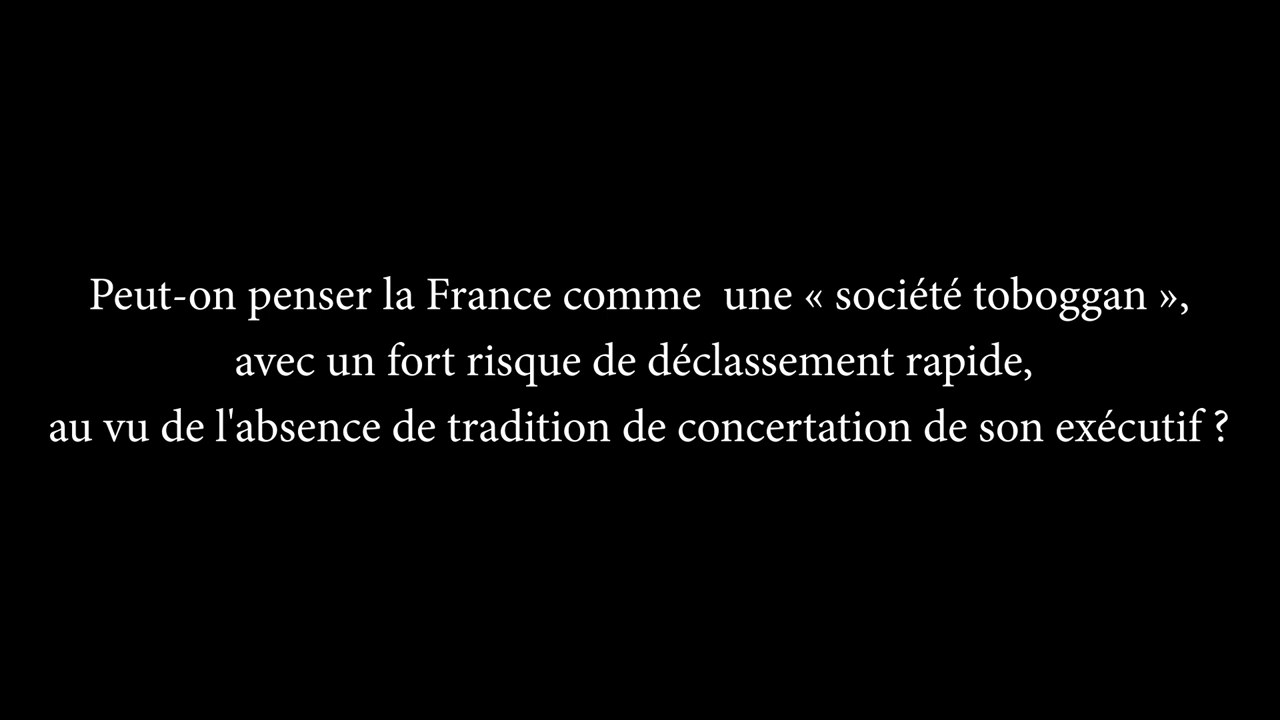 Peut-on penser la France comme  une « société toboggan »,
avec un fort risque de déclassement rapide,
au vu de l'absence de tradition de concertation de son exécutif ?